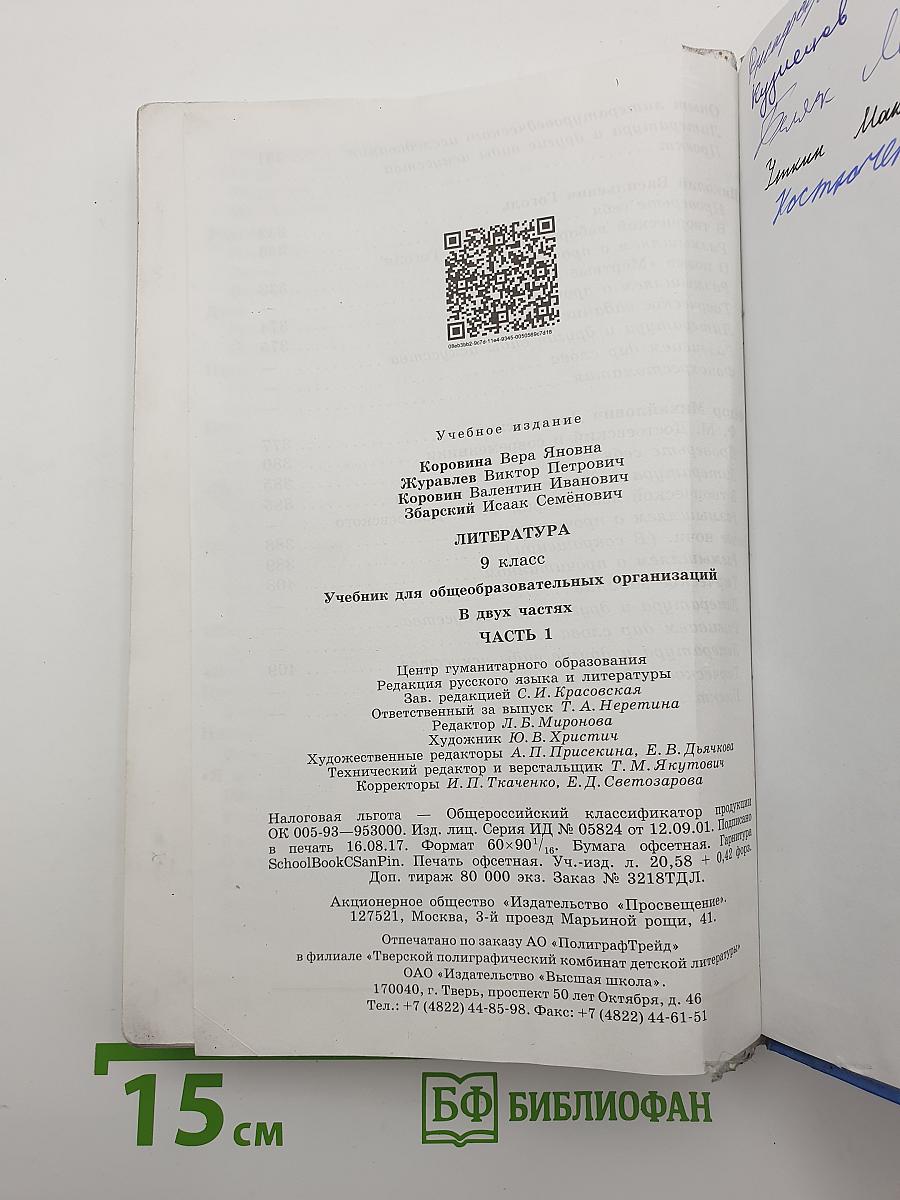 08eb3bb2-9c7d-11e4-9345-0050569c7d18
Учебное издание
Коровина Вера Яновна
Журавлев Виктор Петрович
Коровин Валентин Иванович
Збарский Исаак Семёнович
ЛИТЕРАТУРА
9 класс
Учебник для общеобразовательных организаций
В двух частях
ЧАСТЬ 1
Центр гуманитарного образования
Редакция русского языка и литературы
Зав. редакцией С. И. Красовская
Ответственный за выпуск Т. А. Неретина
Редактор Л. Б. Миронова
Художник Ю. В. Христич
Художественные редакторы А. П. Присекина, Е. В. Дьячкова
Технический редактор и верстальщик Т. М. Якутович
Корректоры И. П. Ткаченко, Е. Д. Светозарова
Налоговая льгота — Общероссийский классификатор продукции
ОК 005-93—953000. Изд. лиц. Серия ИД № 05824 от 12.09.01. Подписано
в печать 16.08.17. Формат 60×90¹/₁₆. Бумага офсетная. Гарнитура
SchoolBookCSanPin. Печать офсетная. Уч.-изд. л. 20,58 + 0,42 форз.
Доп. тираж 80 000 экз. Заказ № 3218ТДЛ.
Акционерное общество «Издательство «Просвещение».
127521, Москва, 3-й проезд Марьиной рощи, 41.
Отпечатано по заказу АО «ПолиграфТрейд»
в филиале «Тверской полиграфический комбинат детской литературы»
ОАО «Издательство «Высшая школа».
170040, г. Тверь, проспект 50 лет Октября, д. 46
Тел.: +7 (4822) 44-85-98. Факс: +7 (4822) 44-61-51
Кузнецов
Уткин
15 см
БФ БИБЛИОФАН